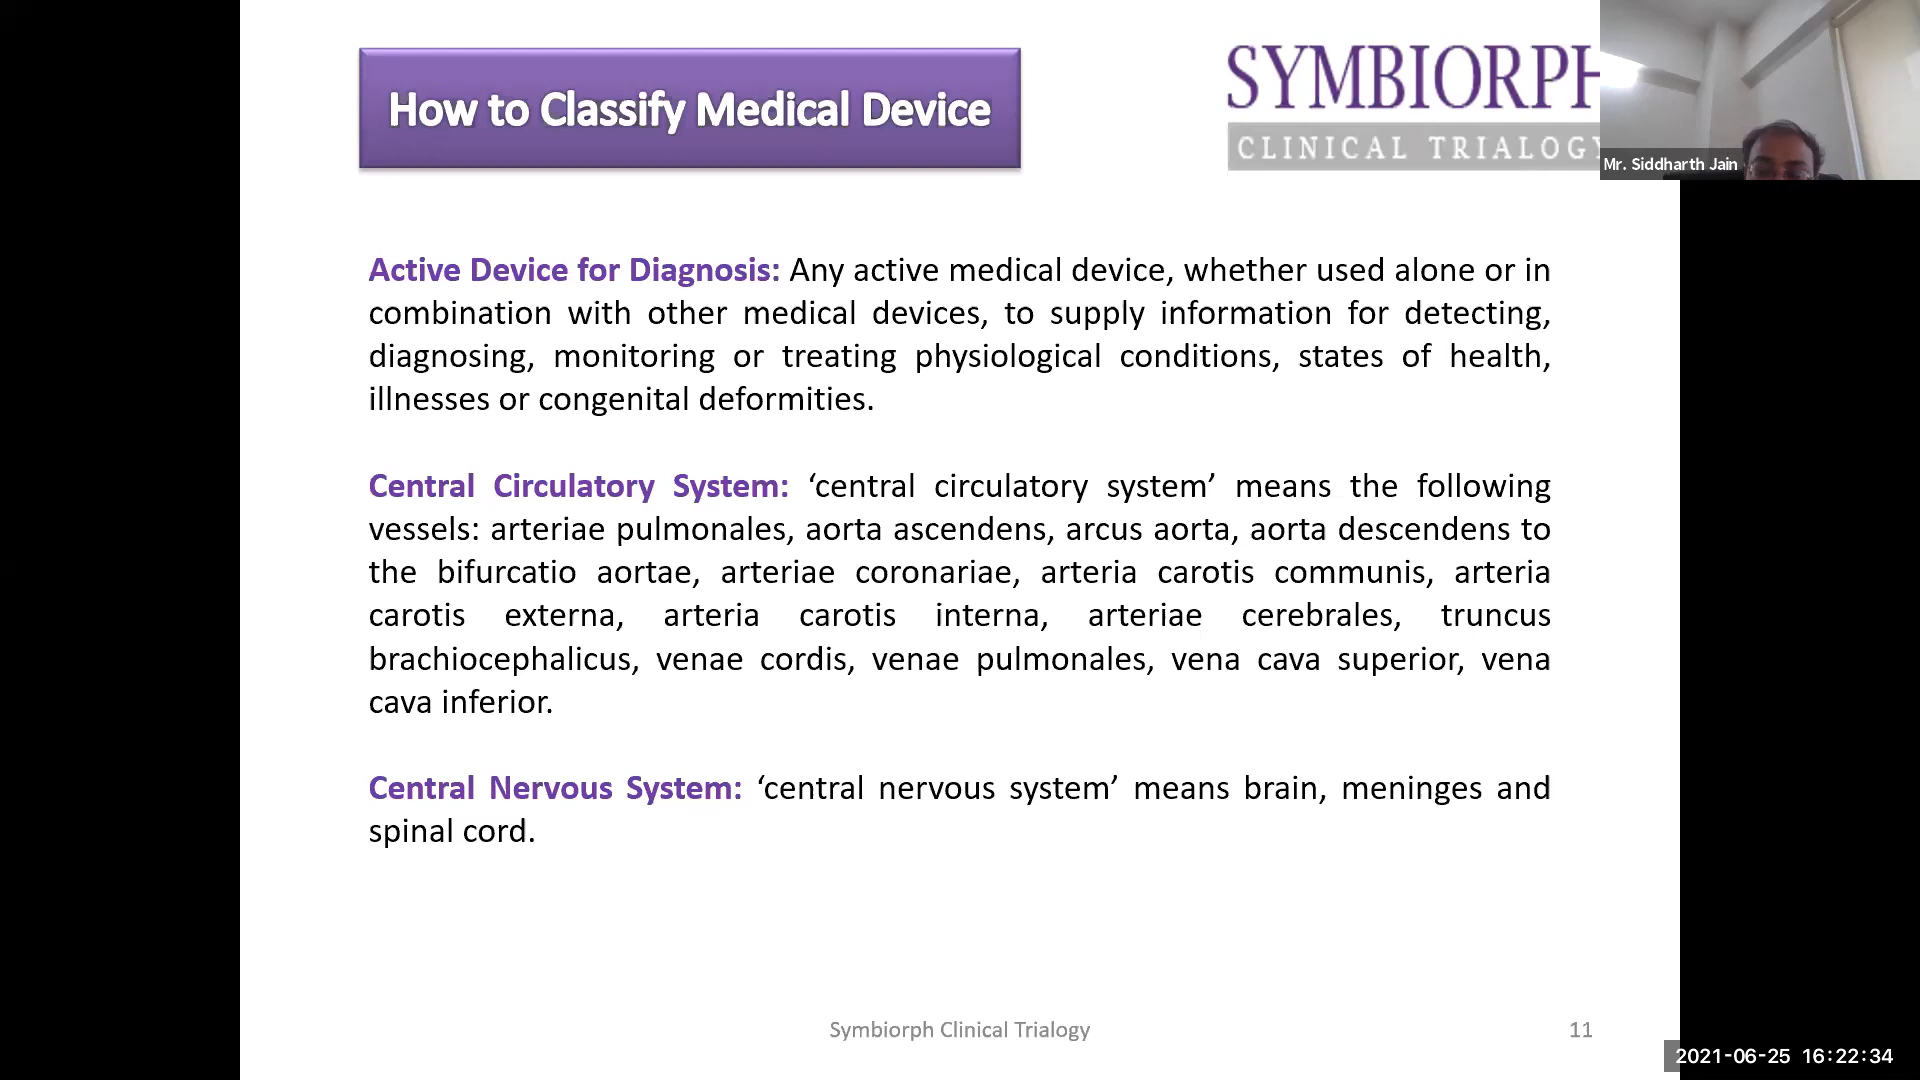 How to Classify Medical Device
SYMBIORPH
CLINICAL TRIALOGY
Mr. Siddharth Jain
Active Device for Diagnosis: Any active medical device, whether used alone or in
combination with other medical devices, to supply information for detecting,
diagnosing, monitoring or treating physiological conditions, states of health,
illnesses or congenital deformities.
Central Circulatory System: ‘central circulatory system’ means the following
vessels: arteriae pulmonales, aorta ascendens, arcus aorta, aorta descendens to
the bifurcatio aortae, arteriae coronariae, arteria carotis communis, arteria
carotis externa, arteria carotis interna, arteriae cerebrales, truncus
brachiocephalicus, venae cordis, venae pulmonales, vena cava superior, vena
cava inferior.
Central Nervous System: ‘central nervous system’ means brain, meninges and
spinal cord.
Symbiorph Clinical Trialogy
11
2021-06-25 16:22:34